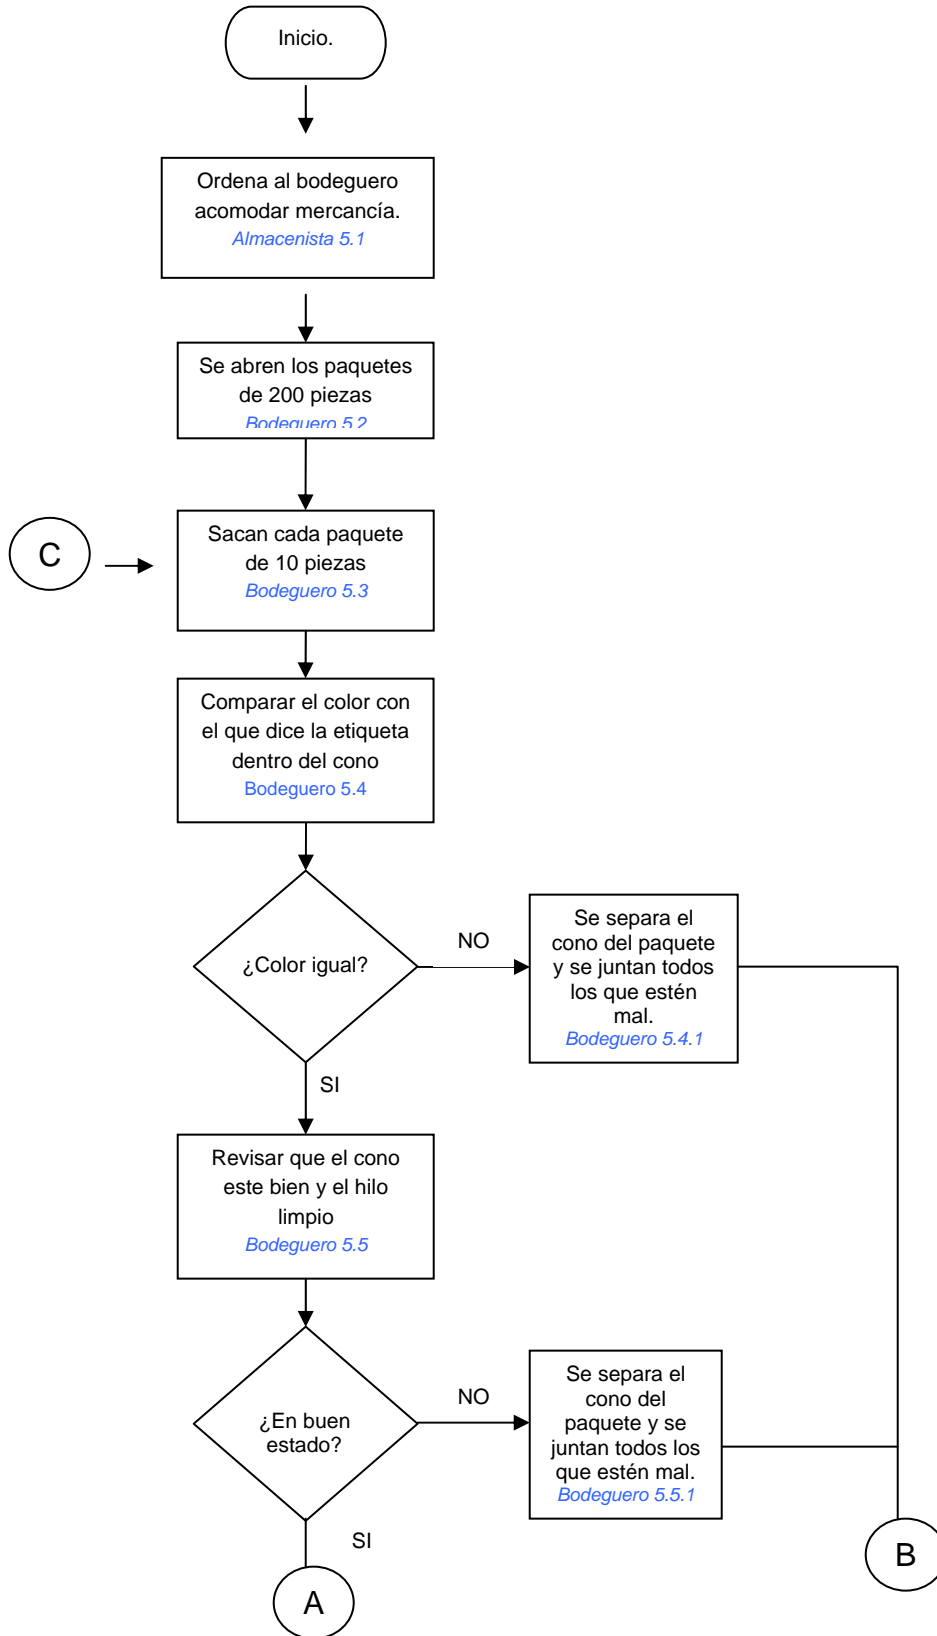 Inicio.
Ordena al bodeguero
acomodar mercancía.
Almacenista 5.1
Se abren los paquetes
de 200 piezas
Bodeguero 5.2
C
Sacan cada paquete
de 10 piezas
Bodeguero 5.3
Comparar el color con
el que dice la etiqueta
dentro del cono
Bodeguero 5.4
¿Color igual?
NO
Se separa el
cono del paquete
y se juntan todos
los que estén
mal.
Bodeguero 5.4.1
SI
Revisar que el cono
este bien y el hilo
limpio
Bodeguero 5.5
¿En buen
estado?
NO
Se separa el
cono del
paquete y se
juntan todos los
que estén mal.
Bodeguero 5.5.1
SI
A
B